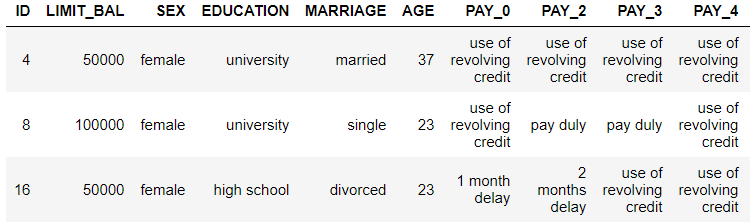 ID LIMIT_BAL SEX EDUCATION MARRIAGE AGE PAY_0 PAY_2 PAY_3 PAY_4
use of use of use of use of
4 50000 female university married 37 revolving revolving revolving revolving
credit credit credit credit
use of use of
8 100000 female university single 23 revolving pay duly pay duly revolving
credit credit
2 use of use of
16 50000 female high school divorced 23 1 month months revolving revolving
delay delay credit credit